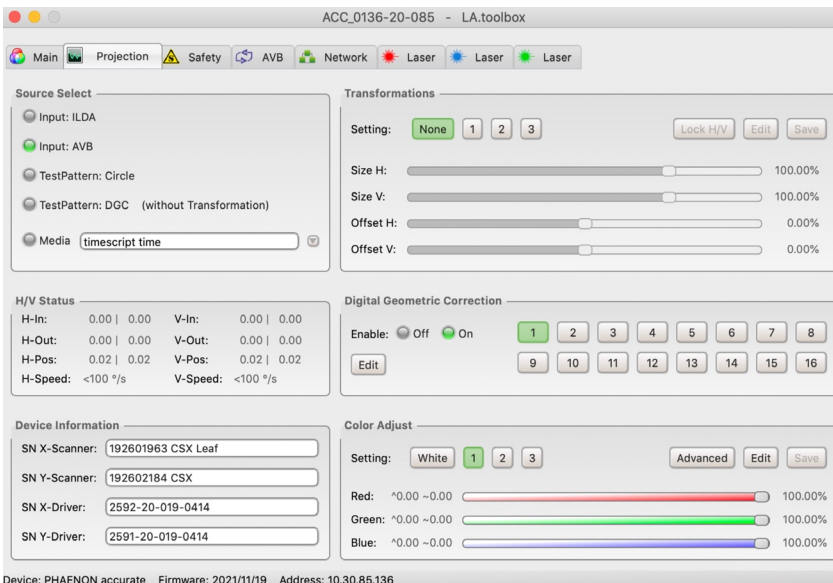 ACC_0136-20-085 - LA.toolbox
Main Projection Safety AVB Network Laser Laser Laser
Source Select
Input: ILDA
Input: AVB
TestPattern: Circle
TestPattern: DGC (without Transformation)
Media timescript time
Transformations
Setting: None 1 2 3 Lock H/V Edit Save
Size H: 100.00%
Size V: 100.00%
Offset H: 0.00%
Offset V: 0.00%
H/V Status
H-In: 0.00 | 0.00 V-In: 0.00 | 0.00
H-Out: 0.00 | 0.00 V-Out: 0.00 | 0.00
H-Pos: 0.02 | 0.02 V-Pos: 0.02 | 0.02
H-Speed: <100 °/s V-Speed: <100 °/s
Digital Geometric Correction
Enable: Off On 1 2 3 4 5 6 7 8
Edit 9 10 11 12 13 14 15 16
Device Information
SN X-Scanner: 192601963 CSX Leaf
SN Y-Scanner: 192602184 CSX
SN X-Driver: 2592-20-019-0414
SN Y-Driver: 2591-20-019-0414
Color Adjust
Setting: White 1 2 3 Advanced Edit Save
Red: ^0.00 ~0.00 100.00%
Green: ^0.00 ~0.00 100.00%
Blue: ^0.00 ~0.00 100.00%
Device: PHAENON accurate Firmware: 2021/11/19 Address: 10.30.85.136